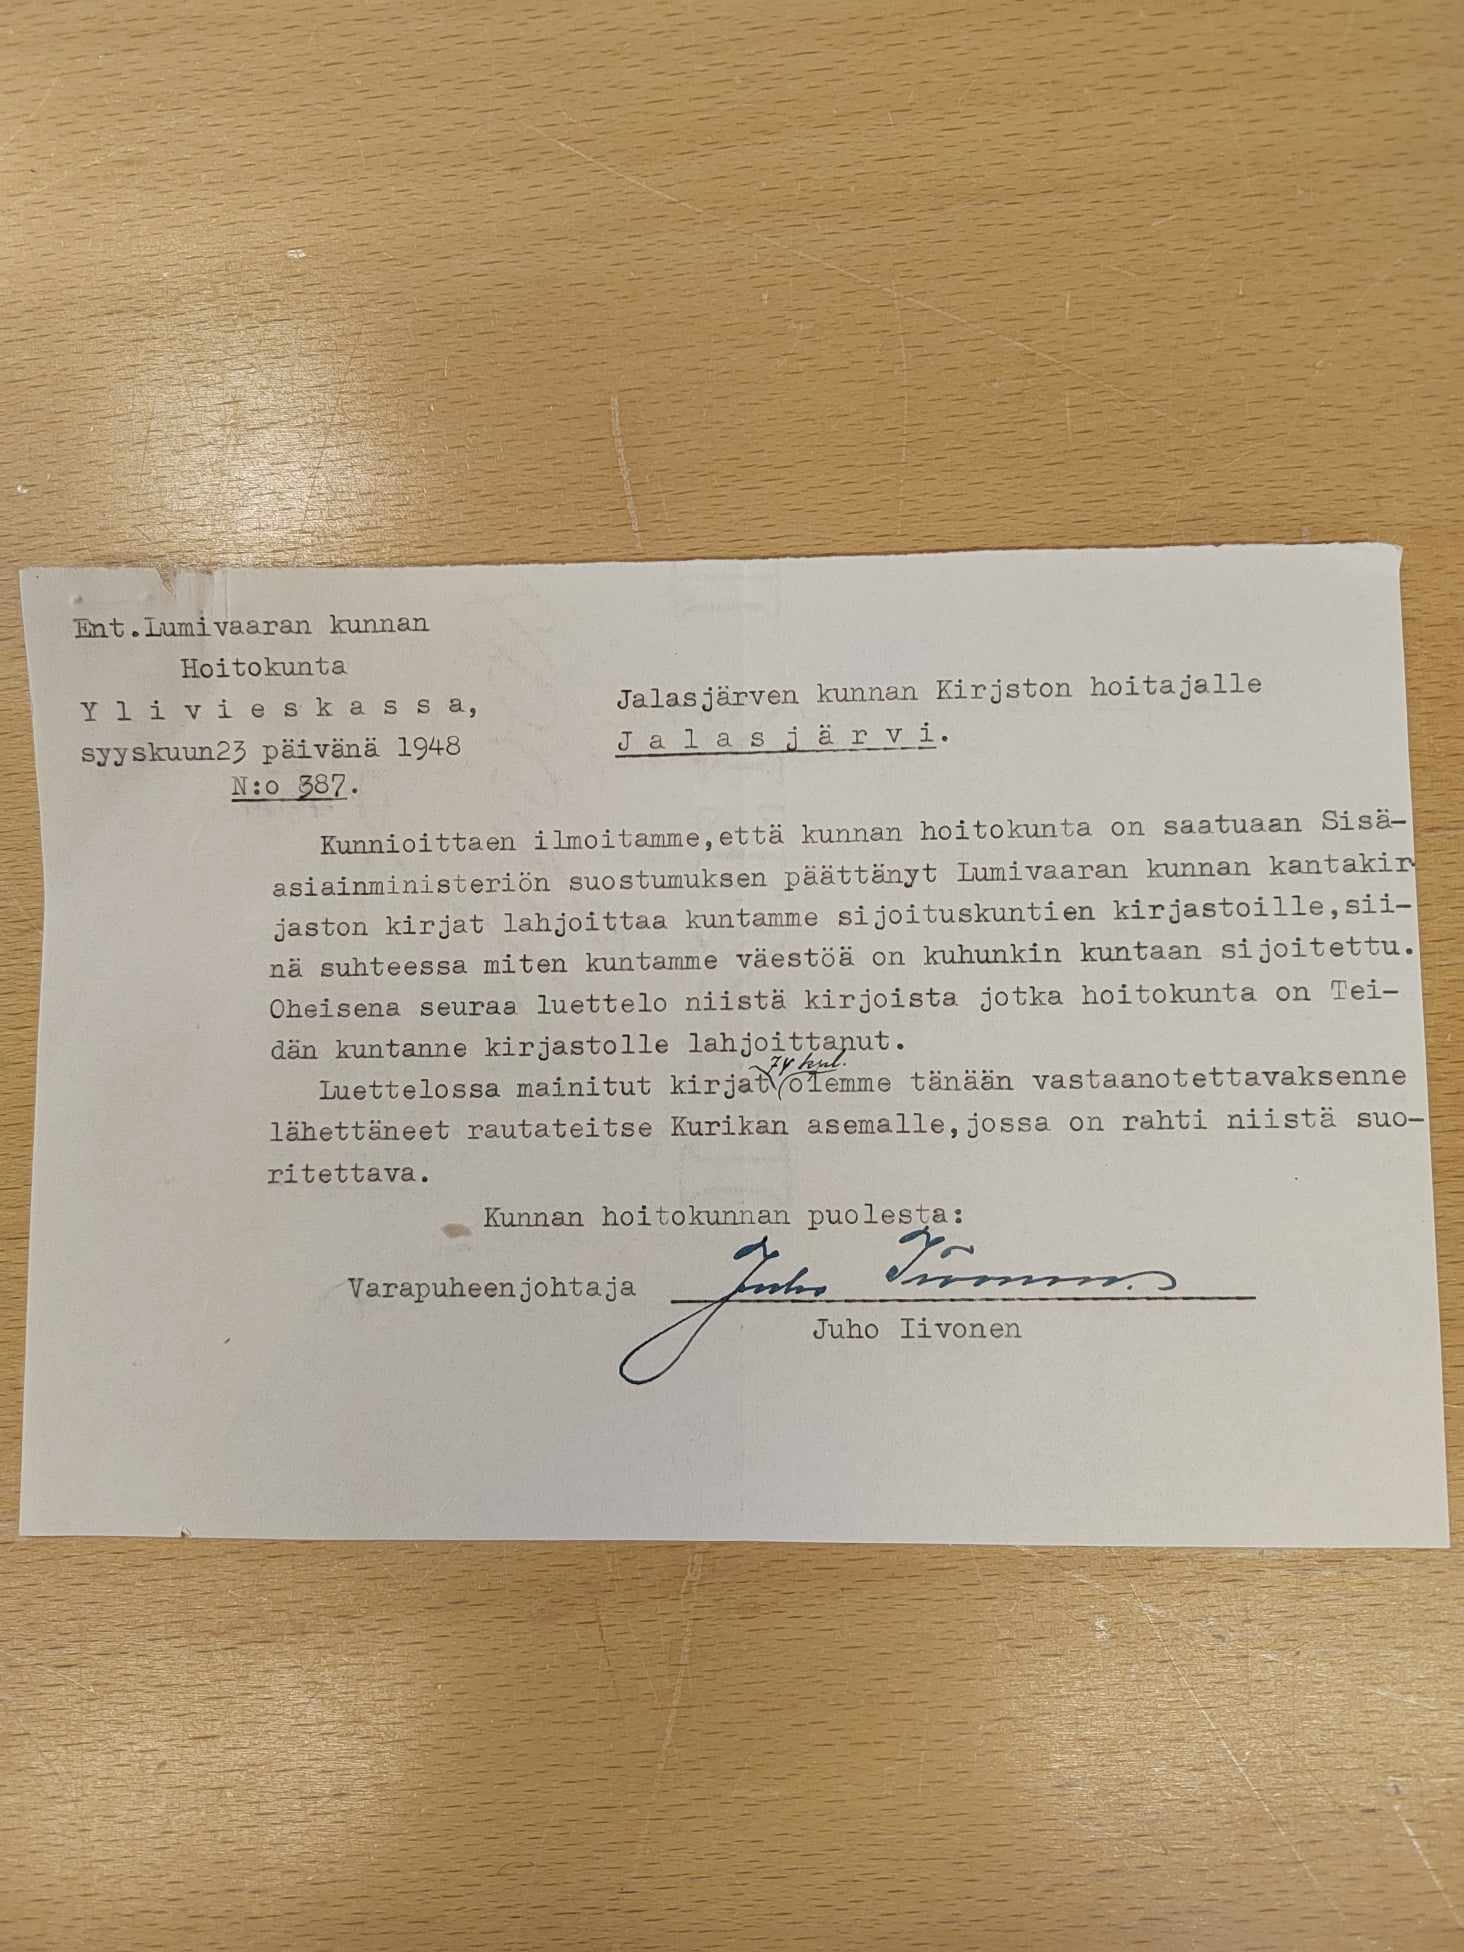 Ent.Lumivaaran kunnan
Hoitokunta
Y l i v i e s k a s s a,
syyskuun23 päivänä 1948
N:o 387.
Jalasjärven kunnan Kirjston hoitajalle
J a l a s j ä r v i.
Kunnioittaen ilmoitamme,että kunnan hoitokunta on saatuaan Sisä-
asiainministeriön suostumuksen päättänyt Lumivaaran kunnan kantakir
jaston kirjat lahjoittaa kuntamme sijoituskuntien kirjastoille,sii-
nä suhteessa miten kuntamme väestöä on kuhunkin kuntaan sijoitettu.
Oheisena seuraa luettelo niistä kirjoista jotka hoitokunta on Tei-
dän kuntanne kirjastolle lahjoittanut.
74 kpl.
Luettelossa mainitut kirjat olemme tänään vastaanotettavaksenne
lähettäneet rautateitse Kurikan asemalle,jossa on rahti niistä suo-
ritettava.
Kunnan hoitokunnan puolesta:
Varapuheenjohtaja Juho Iivonen
Juho Iivonen